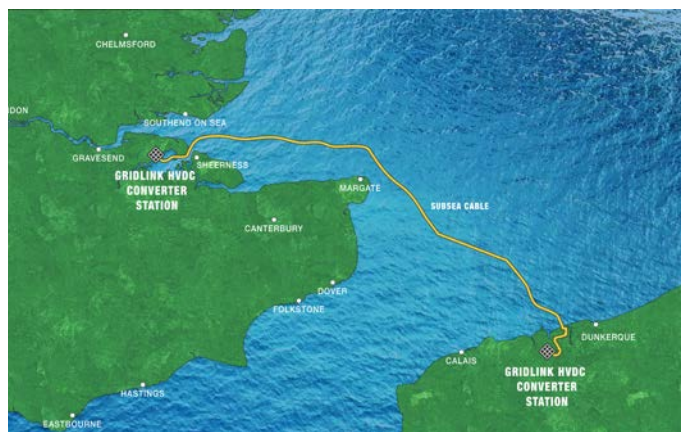 CHELMSFORD
NDON
SOUTHEND ON SEA
GRAVESEND
SHEERNESS
GRIDLINK HVDC
CONVERTER
STATION
MARGATE
SUBSEA CABLE
CANTERBURY
DOVER
FOLKSTONE
DUNKERQUE
CALAIS
GRIDLINK HVDC
CONVERTER
STATION
HASTINGS
EASTBOURNE